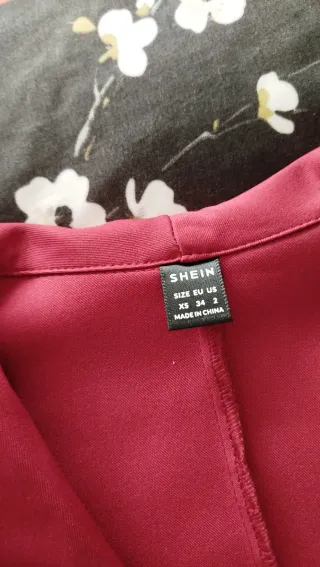 SHEIN
SIZE EU US
XS 34 2
MADE IN CHINA